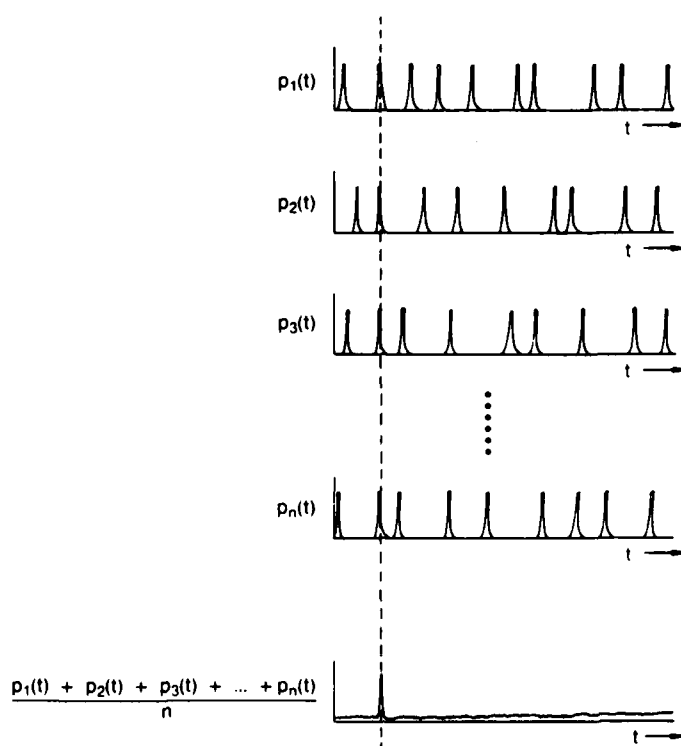 p₁(t)
t
p₂(t)
t
p₃(t)
t
pₙ(t)
t
p₁(t) + p₂(t) + p₃(t) + ... + pₙ(t)
n
t